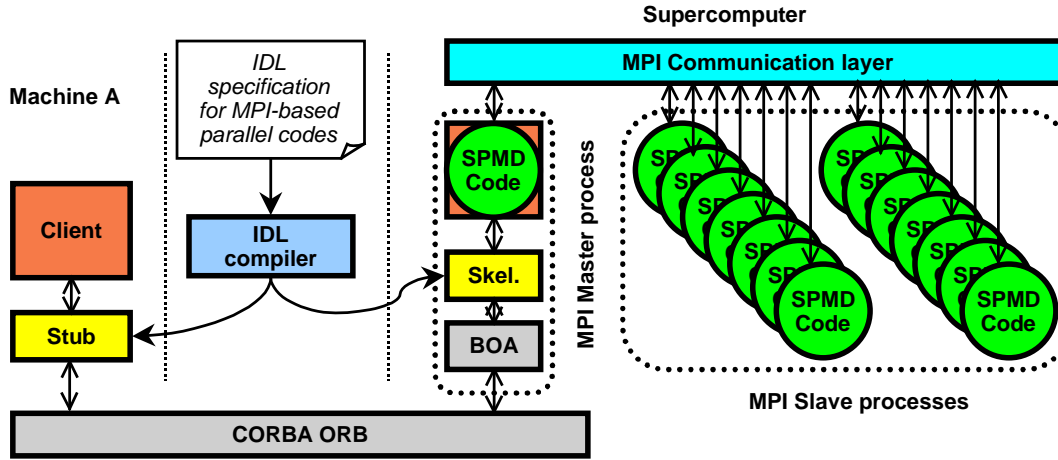 Supercomputer
MPI Communication layer
Machine A
IDL
specification
for MPI-based
parallel codes
SPMD
Code
MPI Master process
Client
IDL
compiler
Skel.
Stub
BOA
SPMD
Code
SPMD
Code
MPI Slave processes
CORBA ORB